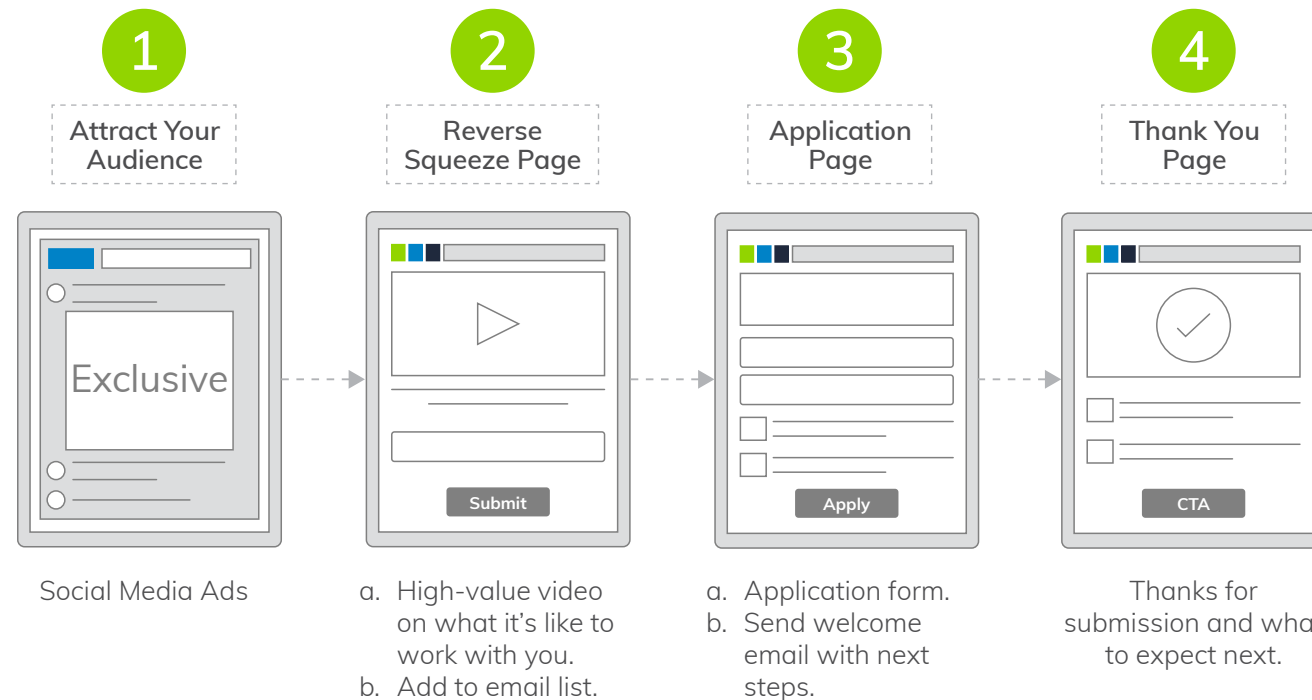 1
Attract Your
Audience
Exclusive
Social Media Ads
2
Reverse
Squeeze Page
Submit
a. High-value video
on what it’s like to
work with you.
b. Add to email list.
3
Application
Page
Apply
a. Application form.
b. Send welcome
email with next
steps.
4
Thank You
Page
CTA
Thanks for
submission and wha
to expect next.